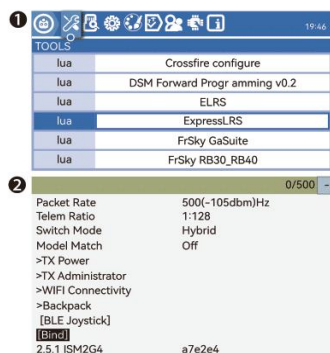 1
19:46
TOOLS
lua Crossfire configure
lua DSM Forward Progr amming v0.2
lua ELRS
lua ExpressLRS
lua FrSky GaSuite
lua FrSky RB30_RB40
2
0/500 -
Packet Rate 500(-105dbm)Hz
Telem Ratio 1:128
Switch Mode Hybrid
Model Match Off
>TX Power
>TX Administrator
>WIFI Connectivity
>Backpack
[BLE Joystick]
[Bind]
2.5.1 ISM2G4 a7e2e4